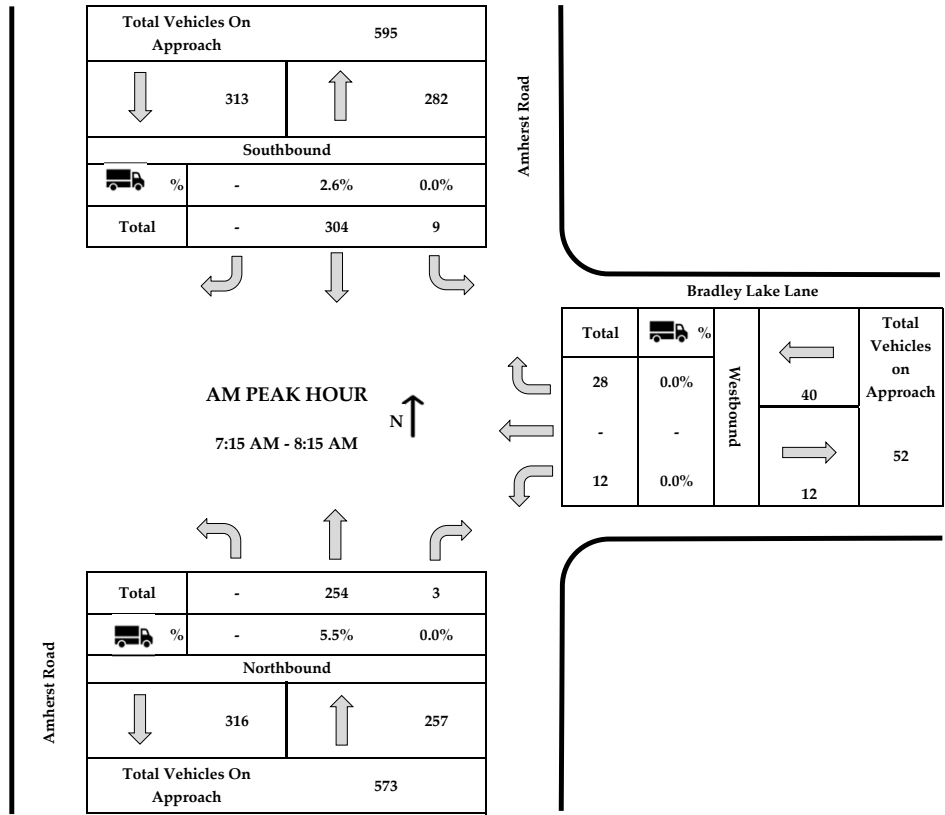 Total Vehicles On
Approach
595
313
282
Southbound
%
-
2.6%
0.0%
Total
-
304
9
Amherst Road
Bradley Lake Lane
Total
%
Westbound
Total
Vehicles
on
Approach
28
0.0%
40
-
-
52
12
0.0%
12
AM PEAK HOUR
N
7:15 AM - 8:15 AM
Total
-
254
3
%
-
5.5%
0.0%
Northbound
316
257
Total Vehicles On
Approach
573
Amherst Road